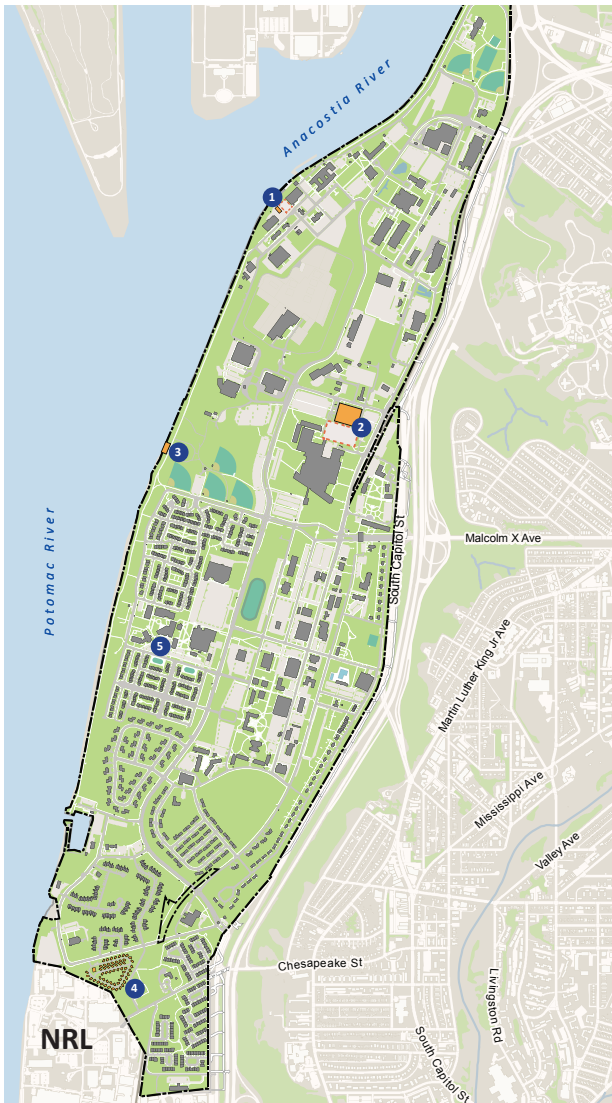 Anacostia River
1
2
3
Potomac River
Malcolm X Ave
South Capitol St
Martin Luther King Jr Ave
5
Mississippi Ave
Valley Ave
Chesapeake St
4
Livingston Rd
NRL
South Capitol St